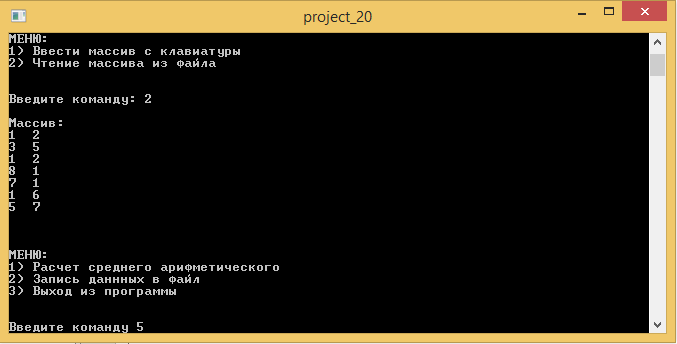 project_20
МЕНЮ:
1) Ввести массив с клавиатуры
2) Чтение массива из файла
Введите команду: 2
Массив:
1 2
3 5
1 2
8 1
7 1
1 6
5 7
МЕНЮ:
1) Расчет среднего арифметического
2) Запись даннных в файл
3) Выход из программы
Введите команду 5